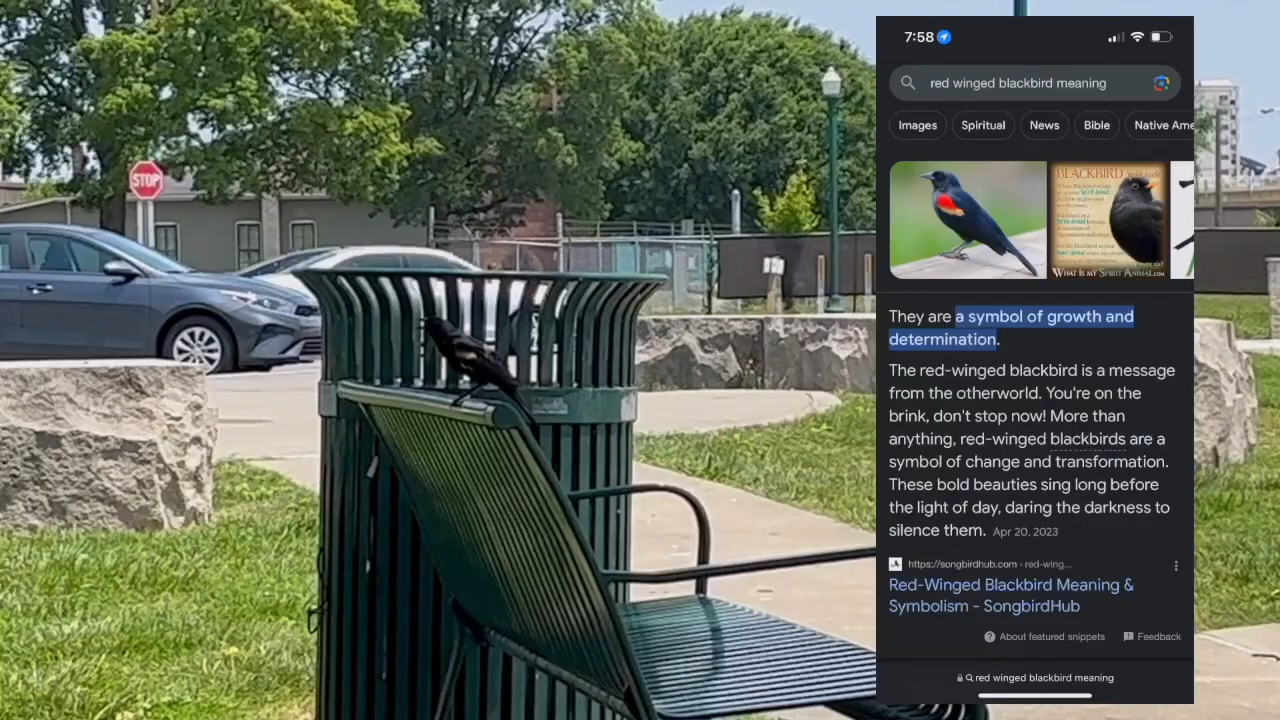 STOP
7:58
red winged blackbird meaning
Images Spiritual News Bible Native Ame
BLACKBIRD Spirit Guide
WHAT IS MY SPIRIT ANIMAL.COM
They are a symbol of growth and
determination.
The red-winged blackbird is a message
from the otherworld. You're on the
brink, don't stop now! More than
anything, red-winged blackbirds are a
symbol of change and transformation.
These bold beauties sing long before
the light of day, daring the darkness to
silence them. Apr 20, 2023
https://songbirdhub.com › red-wing...
Red-Winged Blackbird Meaning &
Symbolism - SongbirdHub
About featured snippets Feedback
red winged blackbird meaning